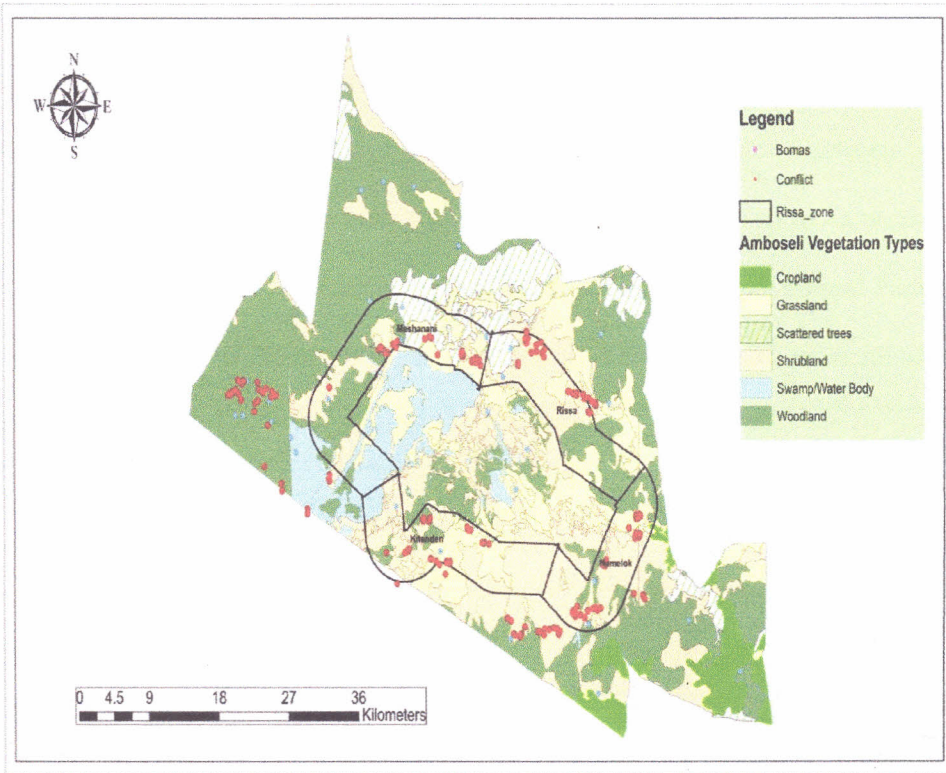 N
W E
S
Legend
Bomas
Conflict
Rissa_zone
Amboseli Vegetation Types
Cropland
Grassland
Scattered trees
Shrubland
Swamp/Water Body
Woodland
Meshanani
Rissa
Kitenden
Namelok
0 4.5 9 18 27 36
Kilometers